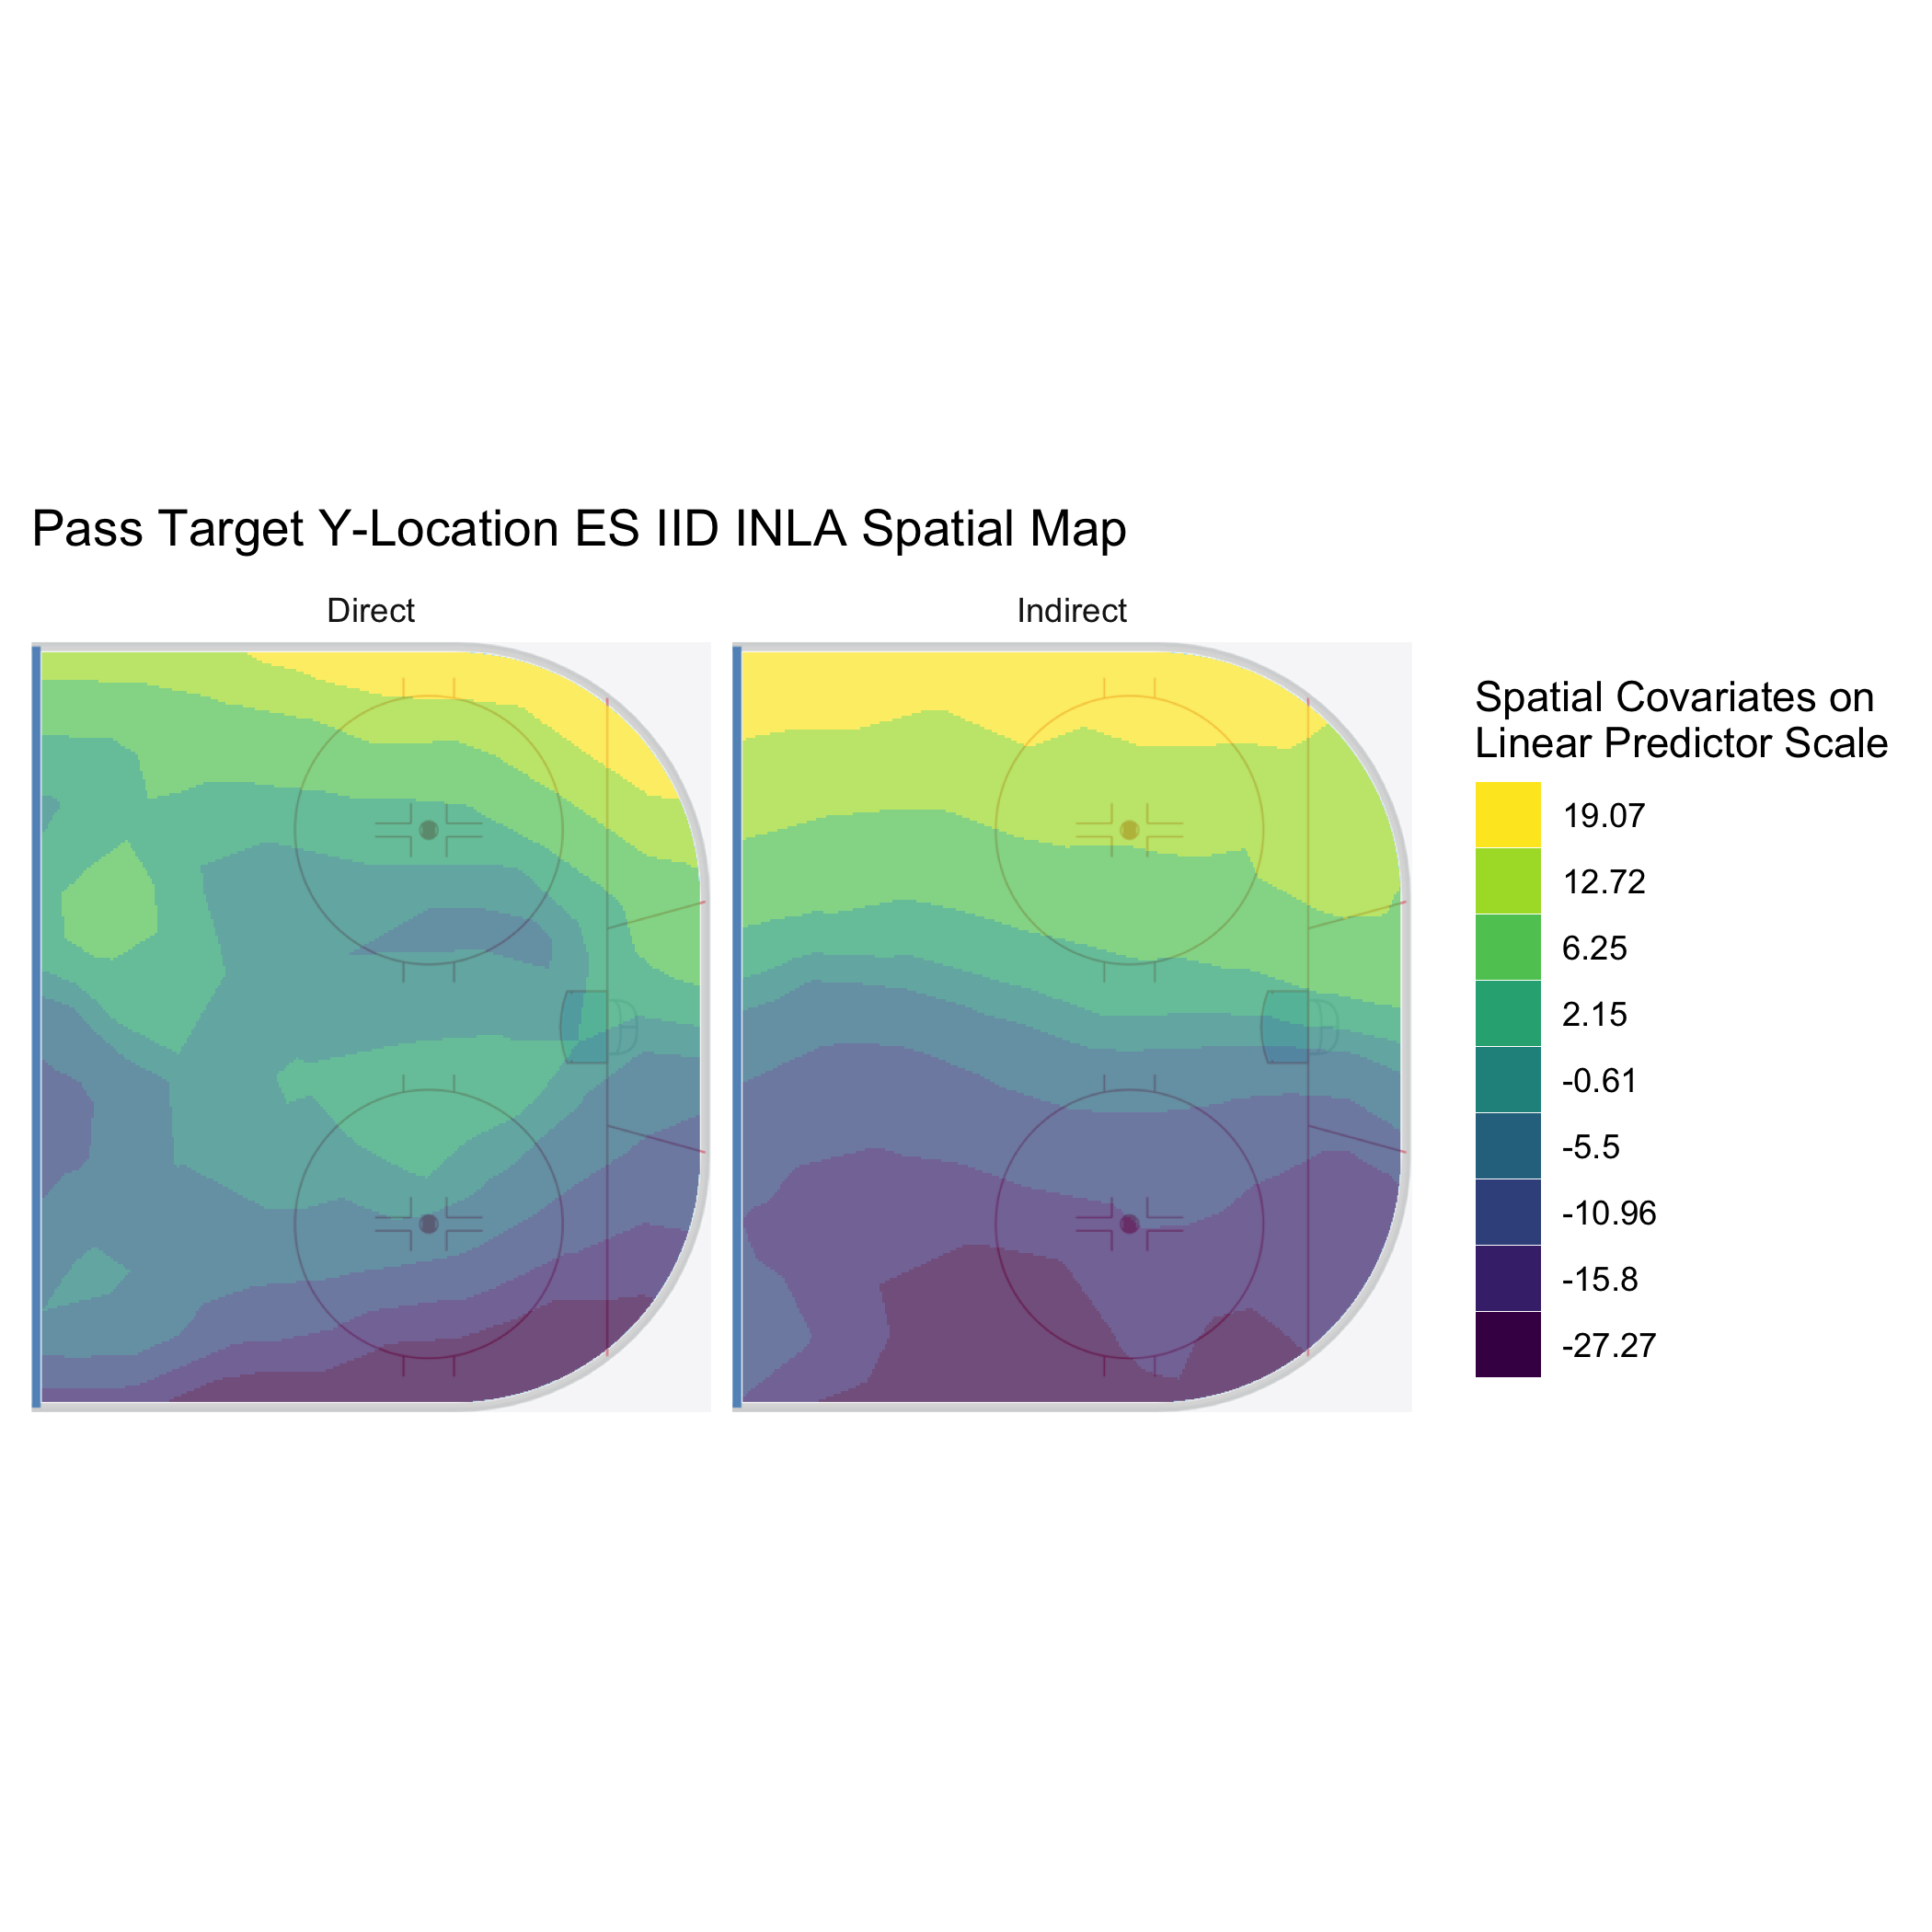 Pass Target Y-Location ES IID INLA Spatial Map
Direct
Indirect
Spatial Covariates on
Linear Predictor Scale
19.07
12.72
6.25
2.15
-0.61
-5.5
-10.96
-15.8
-27.27